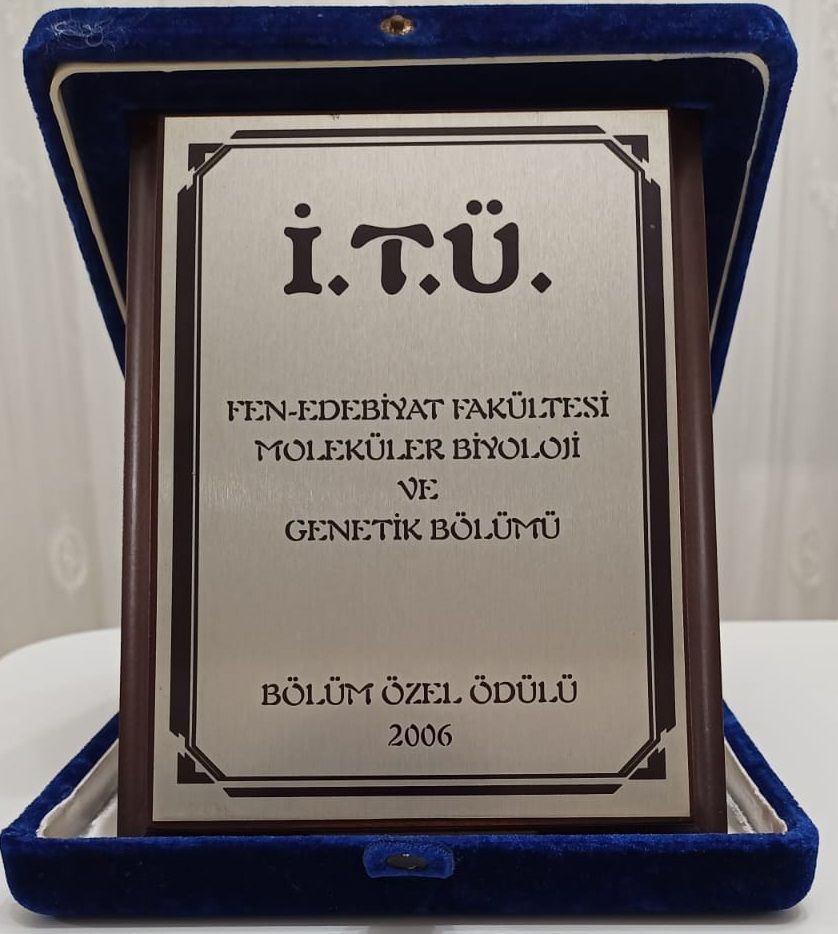 İ.T.Ü.
FEN-EDEBİYAT FAKÜLTESİ
MOLEKÜLER BİYOLOJİ
VE
GENETİK BÖLÜMÜ
BÖLÜM ÖZEL ÖDÜLÜ
2006